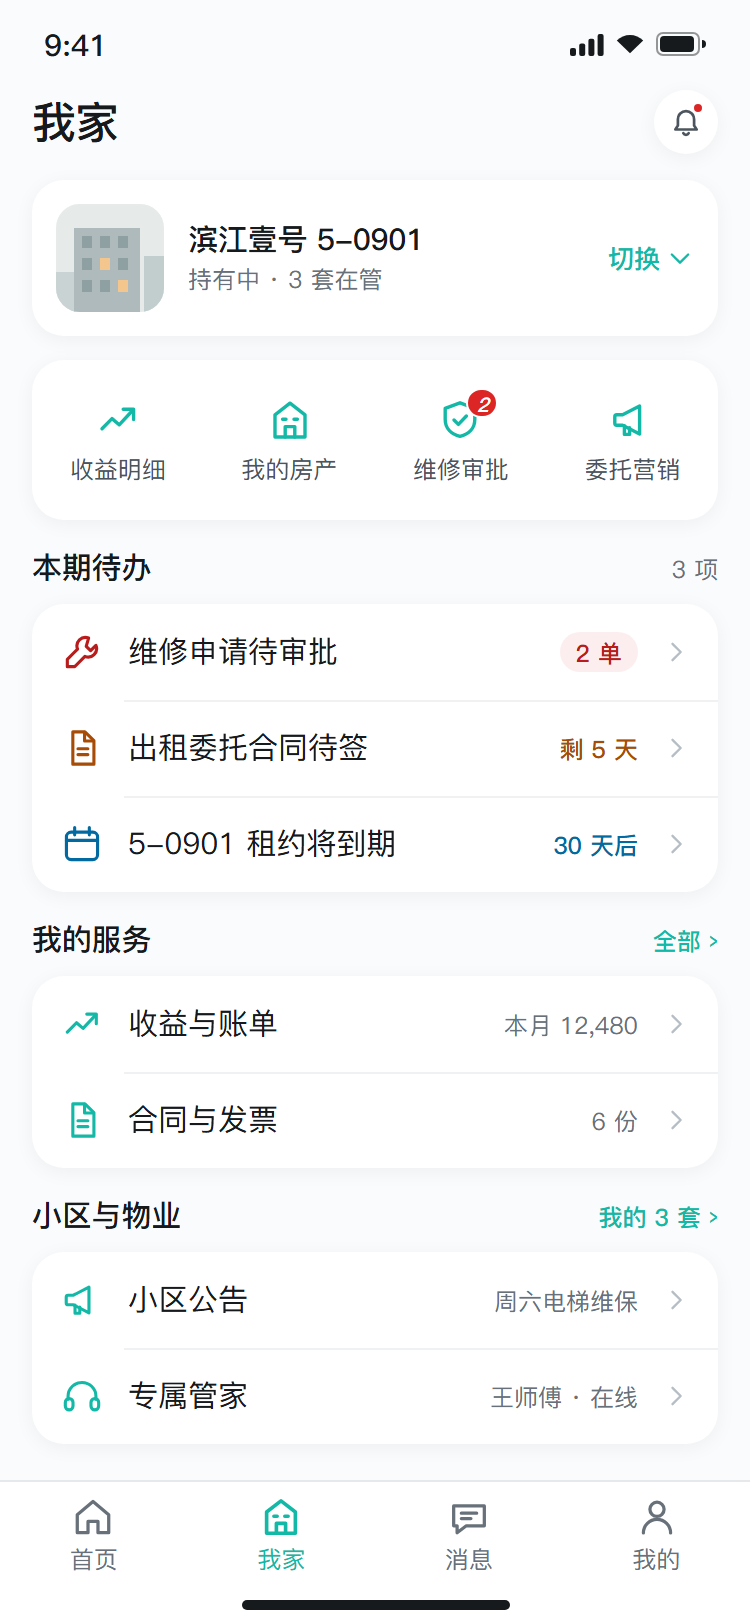 9:41
我家
滨江壹号 5-0901
持有中 · 3 套在管
切换
收益明细
我的房产
2
维修审批
委托营销
本期待办
3 项
维修申请待审批
2 单
出租委托合同待签
剩 5 天
5-0901 租约将到期
30 天后
我的服务
全部 ›
收益与账单
本月 12,480
合同与发票
6 份
小区与物业
我的 3 套 ›
小区公告
周六电梯维保
专属管家
王师傅 · 在线
首页
我家
消息
我的